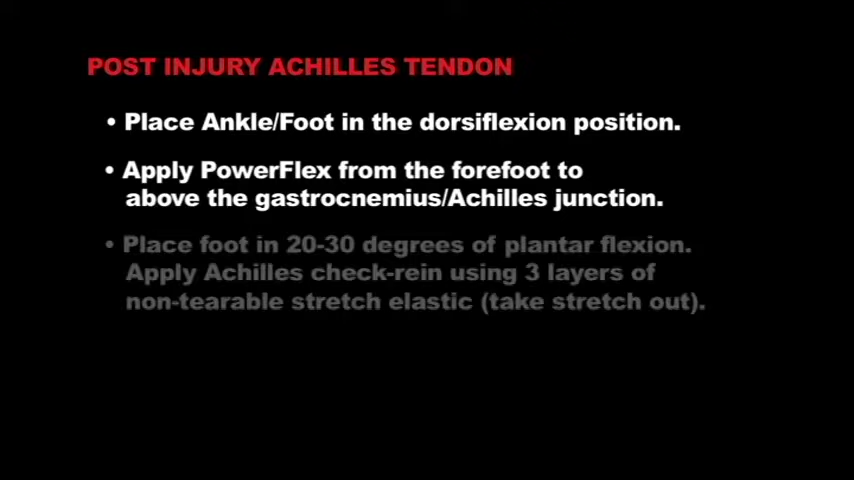 POST INJURY ACHILLES TENDON
• Place Ankle/Foot in the dorsiflexion position.
• Apply PowerFlex from the forefoot to
above the gastrocnemius/Achilles junction.
• Place foot in 20-30 degrees of plantar flexion.
Apply Achilles check-rein using 3 layers of
non-tearable stretch elastic (take stretch out).